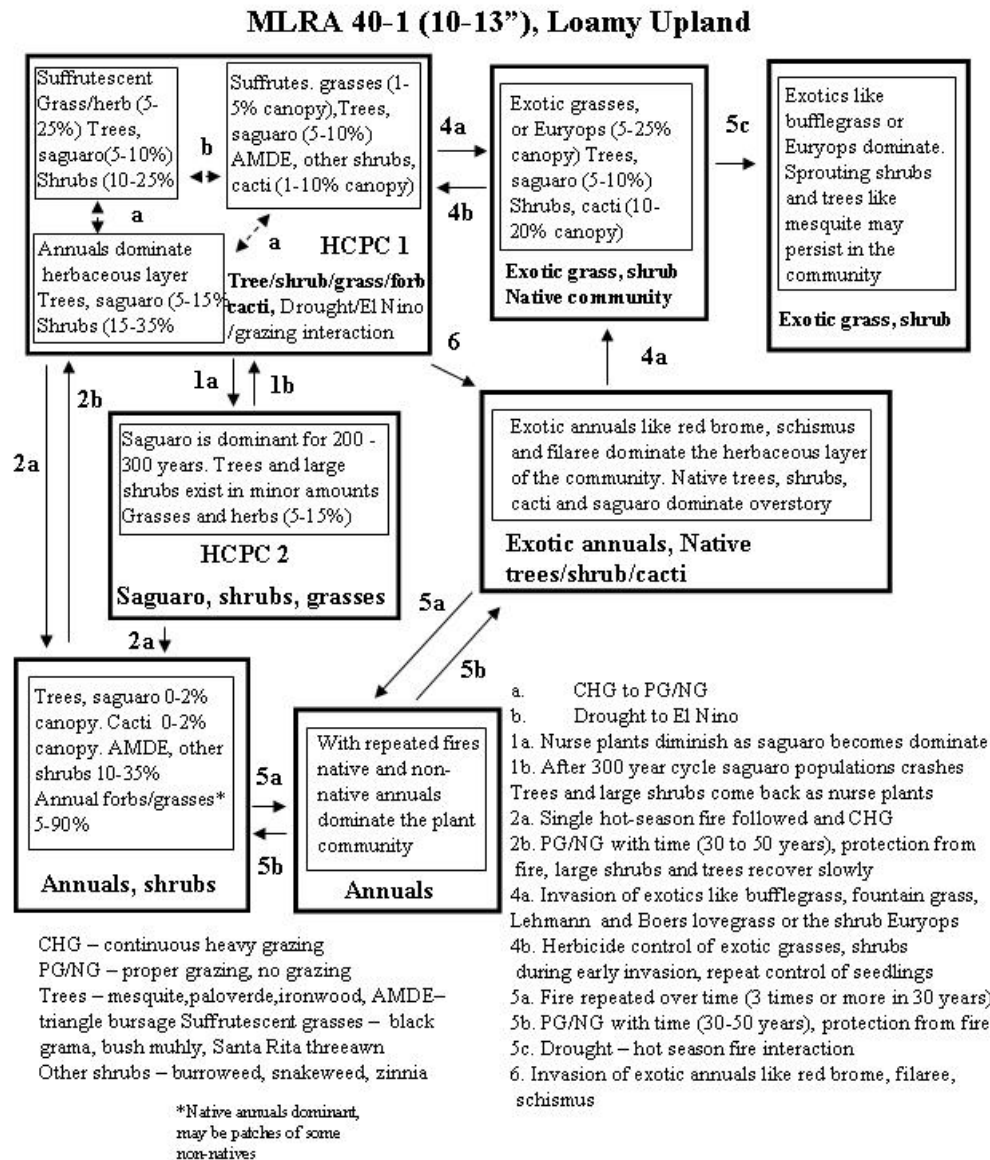 MLRA 40-1 (10-13”), Loamy Upland
Suffrutescent
Grass/herb (5-
25%) Trees,
saguaro(5-10%)
Shrubs (10-25%
b
Suffrutes. grasses (1-
5% canopy),Trees,
saguaro (5-10%)
AMDE, other shrubs,
cacti (1-10% canopy)
a
a
HCPC 1
Annuals dominate
herbaceous layer
Trees, saguaro (5-15%
Shrubs (15-35%
Tree/shrub/grass/forb
cacti, Drought/El Nino
/grazing interaction
4a
4b
Exotic grasses,
or Euryops (5-25%
canopy) Trees,
saguaro (5-10%)
Shrubs, cacti (10-
20% canopy)
Exotic grass, shrub
Native community
5c
Exotics like
bufflegrass or
Euryops dominate.
Sprouting shrubs
and trees like
mesquite may
persist in the
community
Exotic grass, shrub
6
4a
1a
1b
2b
2a
Saguaro is dominant for 200 -
300 years. Trees and large
shrubs exist in minor amounts
Grasses and herbs (5-15%)
HCPC 2
Saguaro, shrubs, grasses
Exotic annuals like red brome, schismus
and filaree dominate the herbaceous layer
of the community. Native trees, shrubs,
cacti and saguaro dominate overstory
Exotic annuals, Native
trees/shrub/cacti
2a
5a
5b
Trees, saguaro 0-2%
canopy. Cacti 0-2%
canopy. AMDE, other
shrubs 10-35%
Annual forbs/grasses*
5-90%
Annuals, shrubs
5a
5b
With repeated fires
native and non-
native annuals
dominate the plant
community
Annuals
a. CHG to PG/NG
b. Drought to El Nino
1a. Nurse plants diminish as saguaro becomes dominate
1b. After 300 year cycle saguaro populations crashes
Trees and large shrubs come back as nurse plants
2a. Single hot-season fire followed and CHG
2b. PG/NG with time (30 to 50 years), protection from
fire, large shrubs and trees recover slowly
4a. Invasion of exotics like bufflegrass, fountain grass,
Lehmann and Boers lovegrass or the shrub Euryops
4b. Herbicide control of exotic grasses, shrubs
during early invasion, repeat control of seedlings
5a. Fire repeated over time (3 times or more in 30 years)
5b. PG/NG with time (30-50 years), protection from fire
5c. Drought – hot season fire interaction
6. Invasion of exotic annuals like red brome, filaree,
schismus
CHG – continuous heavy grazing
PG/NG – proper grazing, no grazing
Trees – mesquite,paloverde,ironwood, AMDE–
triangle bursage Suffrutescent grasses – black
grama, bush muhly, Santa Rita threeawn
Other shrubs – burroweed, snakeweed, zinnia
*Native annuals dominant,
may be patches of some
non-natives